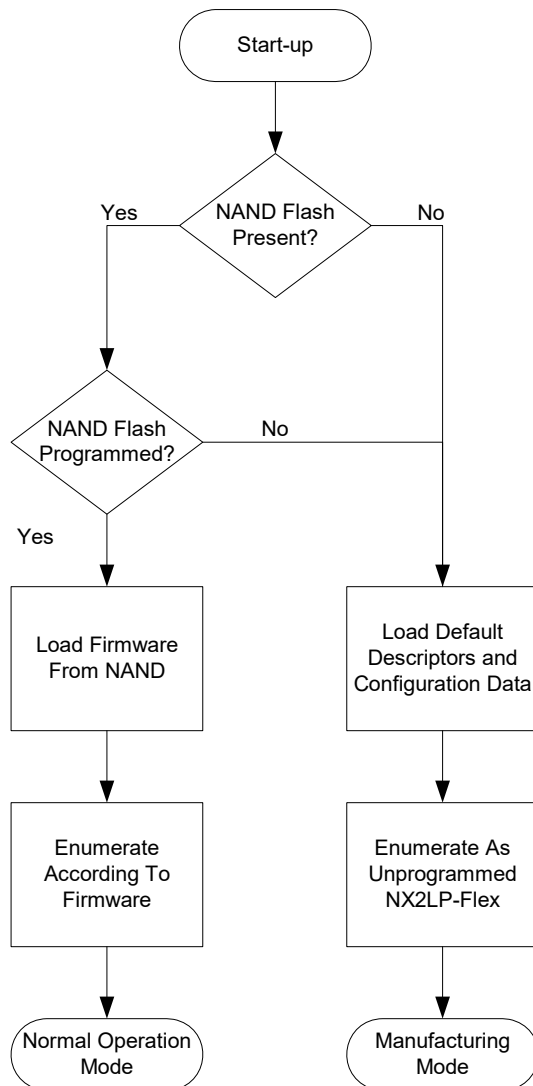 Start-up
Yes
NAND Flash
Present?
No
NAND Flash
Programmed?
No
Yes
Load Firmware
From NAND
Load Default
Descriptors and
Configuration Data
Enumerate
According To
Firmware
Enumerate As
Unprogrammed
NX2LP-Flex
Normal Operation
Mode
Manufacturing
Mode